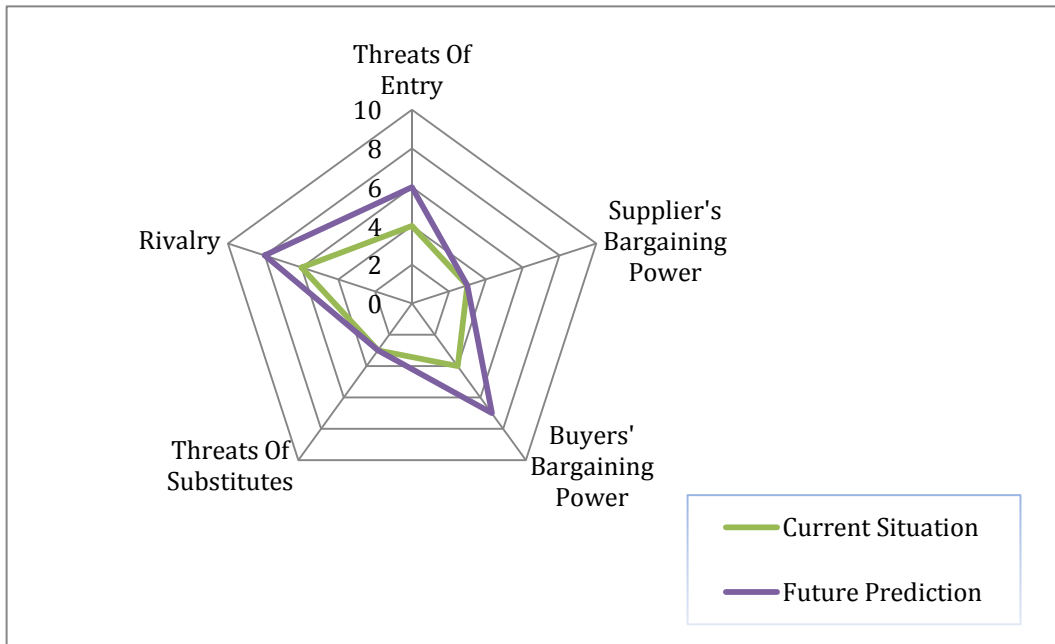 Threats Of
Entry
10
8
6
4
2
0
Supplier's
Bargaining
Power
Buyers'
Bargaining
Power
Threats Of
Substitutes
Rivalry
Current Situation
Future Prediction